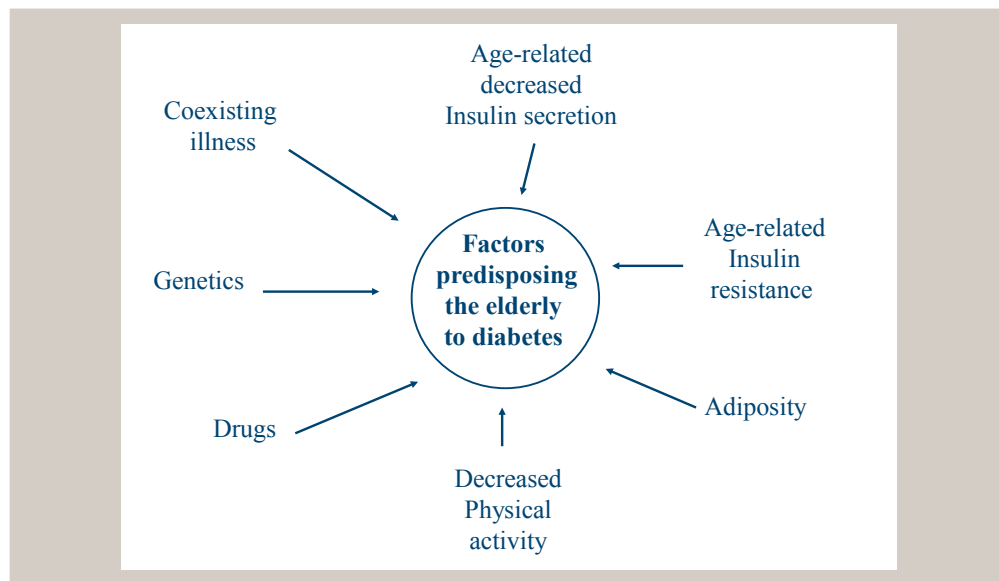 Age-related
decreased
Insulin secretion
Coexisting
illness
Age-related
Insulin
resistance
Factors
predisposing
the elderly
to diabetes
Genetics
Adiposity
Drugs
Decreased
Physical
activity